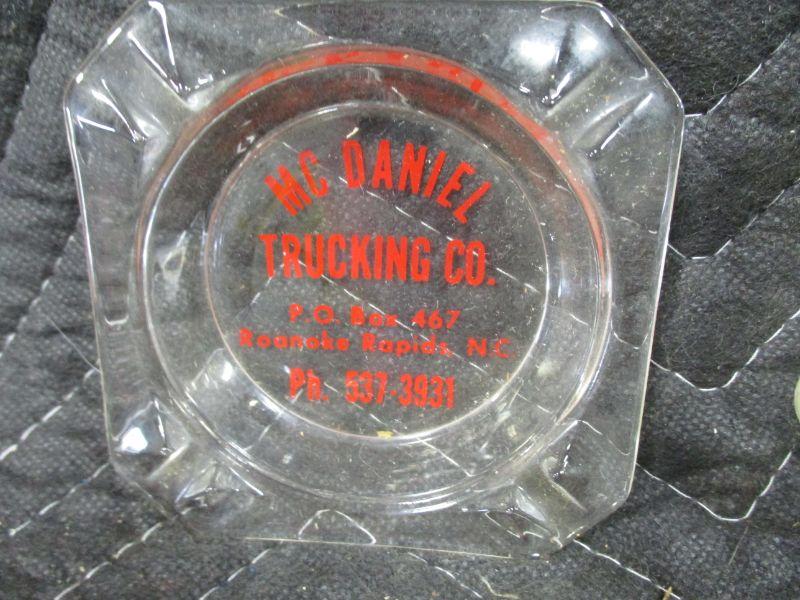 MC DANIEL
TRUCKING CO.
P.O. Box 467
Roanoke Rapids, N.C.
Ph. 537-3931